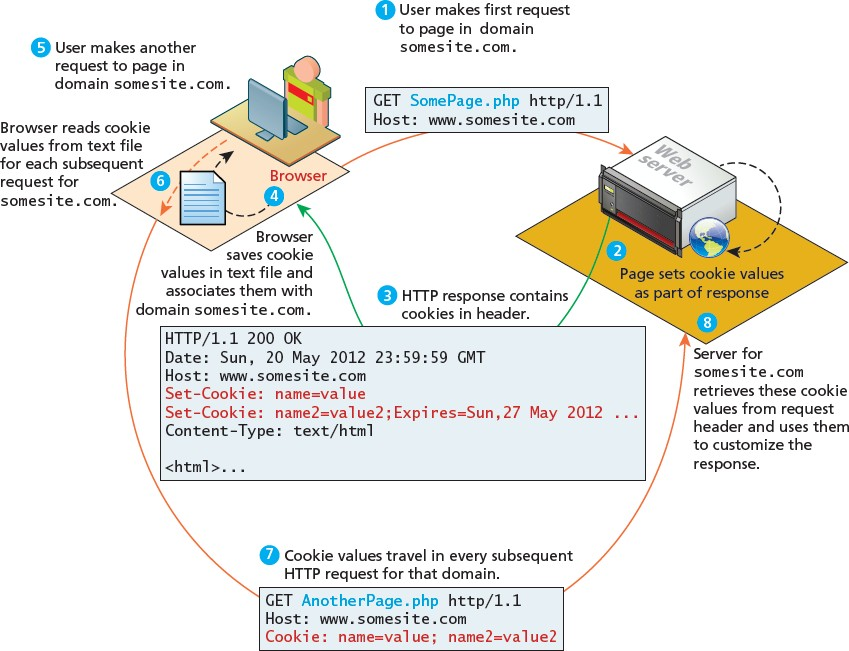 1 User makes first request
to page in domain
somesite.com.
GET SomePage.php http/1.1
Host: www.somesite.com
Web
server
2
Page sets cookie values
as part of response
3 HTTP response contains
cookies in header.
HTTP/1.1 200 OK
Date: Sun, 20 May 2012 23:59:59 GMT
Host: www.somesite.com
Set-Cookie: name=value
Set-Cookie: name2=value2;Expires=Sun,27 May 2012 ...
Content-Type: text/html
<html>...
Browser
4
Browser
saves cookie
values in text file and
associates them with
domain somesite.com.
5 User makes another
request to page in
domain somesite.com.
Browser reads cookie
values from text file
for each subsequent
request for
somesite.com.
6
7 Cookie values travel in every subsequent
HTTP request for that domain.
GET AnotherPage.php http/1.1
Host: www.somesite.com
Cookie: name=value; name2=value2
8
Server for
somesite.com
retrieves these cookie
values from request
header and uses them
to customize the
response.